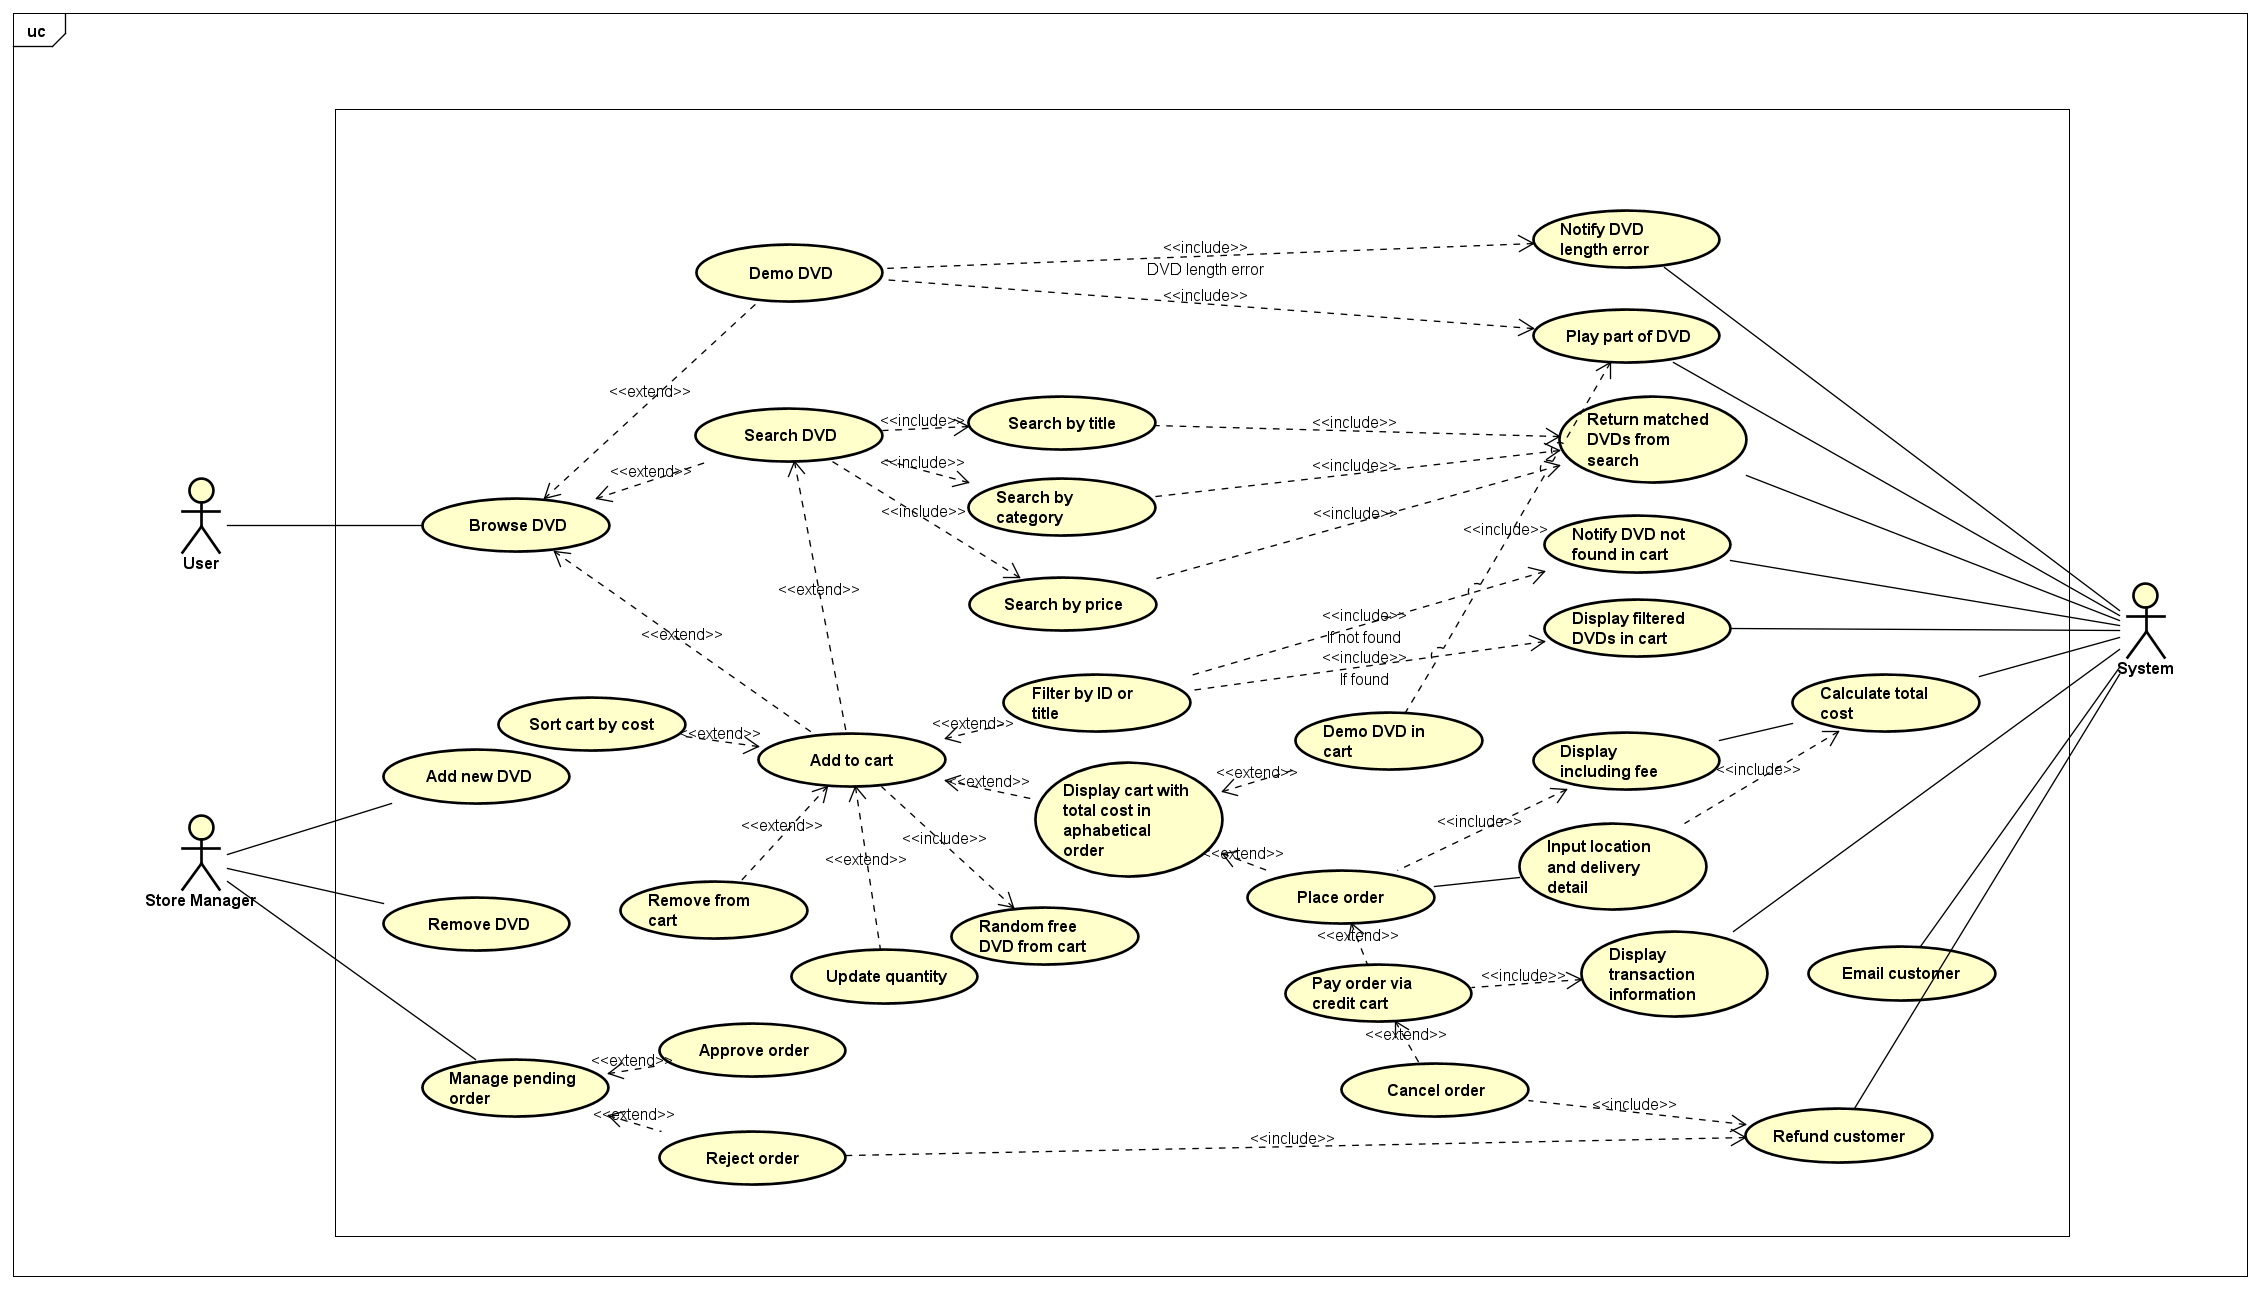 uc
Notify DVD
length error
<<include>>
DVD length error
Demo DVD
<<include>>
Play part of DVD
<<extend>>
Search DVD
<<include>>
Search by title
<<include>>
Return matched
DVDs from
search
<<extend>>
<<include>>
<<include>>
Search by
category
<<include>>
<<include>>
Browse DVD
User
<<include>>
Notify DVD not
found in cart
<<extend>>
Search by price
<<include>>
If not found
Display filtered
DVDs in cart
<<extend>>
<<include>>
If found
System
Filter by ID or
title
Calculate total
cost
Sort cart by cost
<<extend>>
<<extend>>
Demo DVD in
cart
Add to cart
Display
including fee
<<include>>
Add new DVD
<<extend>>
<<extend>>
Display cart with
total cost in
aphabetical
order
<<extend>>
<<include>>
<<include>>
<<extend>>
<<extend>>
Input location
and delivery
detail
Store Manager
Place order
Remove from
cart
Remove DVD
Random free
DVD from cart
<<extend>>
Update quantity
Pay order via
credit cart
<<include>>
Display
transaction
information
Email customer
<<extend>>
Approve order
<<extend>>
Manage pending
order
Cancel order
<<include>>
<<extend>>
Reject order
<<include>>
Refund customer